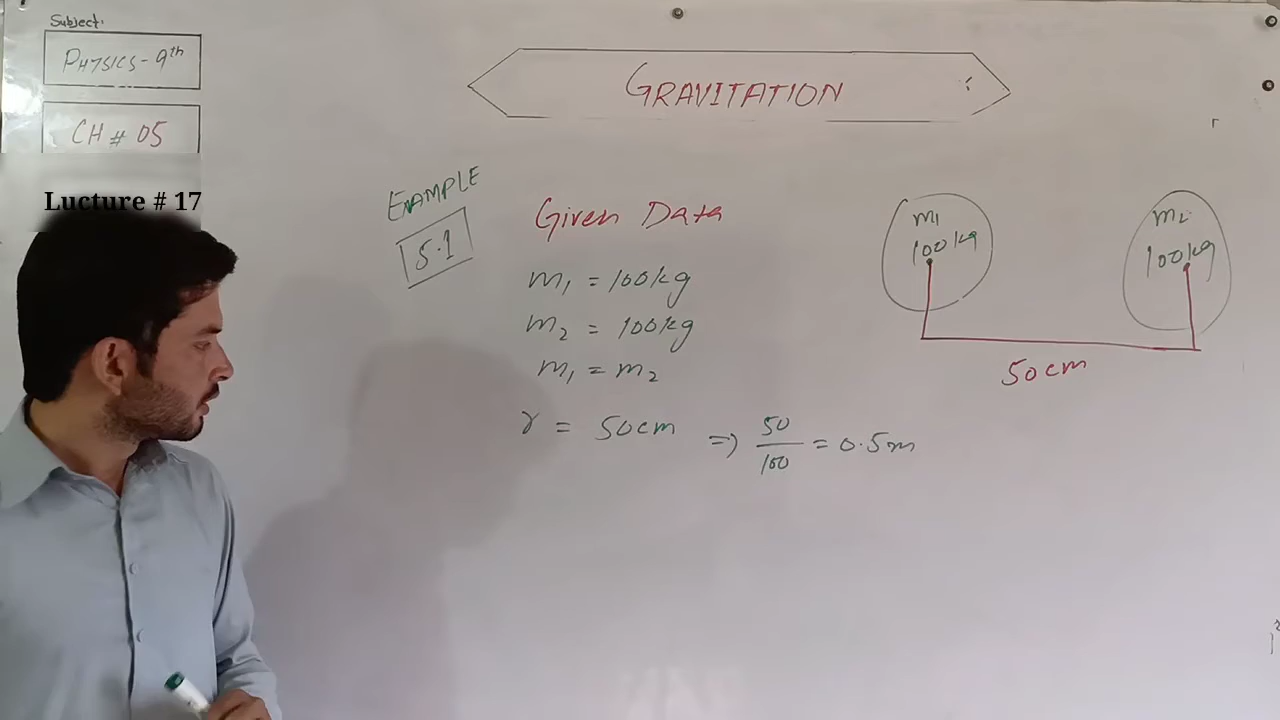 Subject:
PHYSICS-9th
CH # 05
Lucture # 17
GRAVITATION
EXAMPLE
5.1
Given Data
m1 = 100kg
m2 = 100kg
m1 = m2
r = 50cm ⇒ 50/100 = 0.5m
m1
100kg
m2
100kg
50cm
r